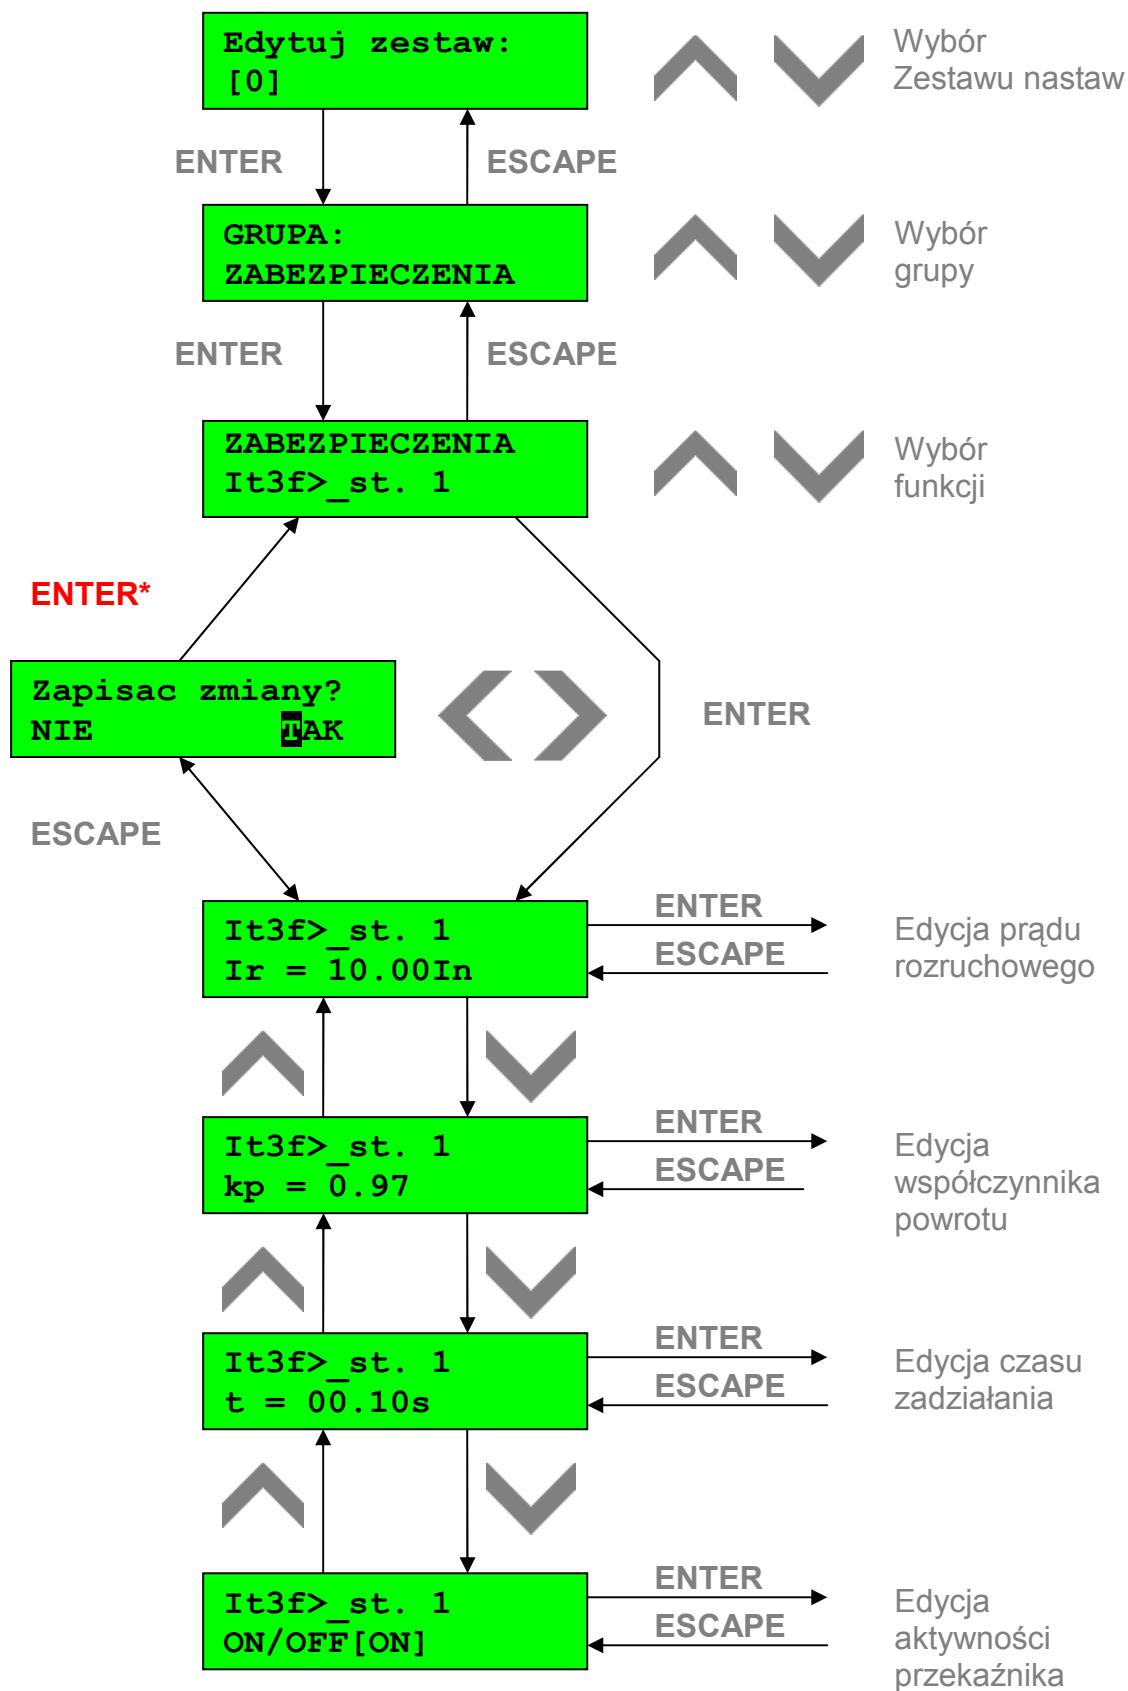 Edytuj zestaw:
[0]
Wybór
Zestawu nastaw
ENTER
ESCAPE
GRUPA:
ZABEZPIECZENIA
Wybór
grupy
ENTER
ESCAPE
ZABEZPIECZENIA
It3f>_st. 1
Wybór
funkcji
ENTER*
Zapisac zmiany?
NIE TAK
ENTER
ESCAPE
It3f>_st. 1
Ir = 10.00In
ENTER
ESCAPE
Edycja prądu
rozruchowego
It3f>_st. 1
kp = 0.97
ENTER
ESCAPE
Edycja
współczynnika
powrotu
It3f>_st. 1
t = 00.10s
ENTER
ESCAPE
Edycja czasu
zadziałania
It3f>_st. 1
ON/OFF[ON]
ENTER
ESCAPE
Edycja
aktywności
przekaźnika